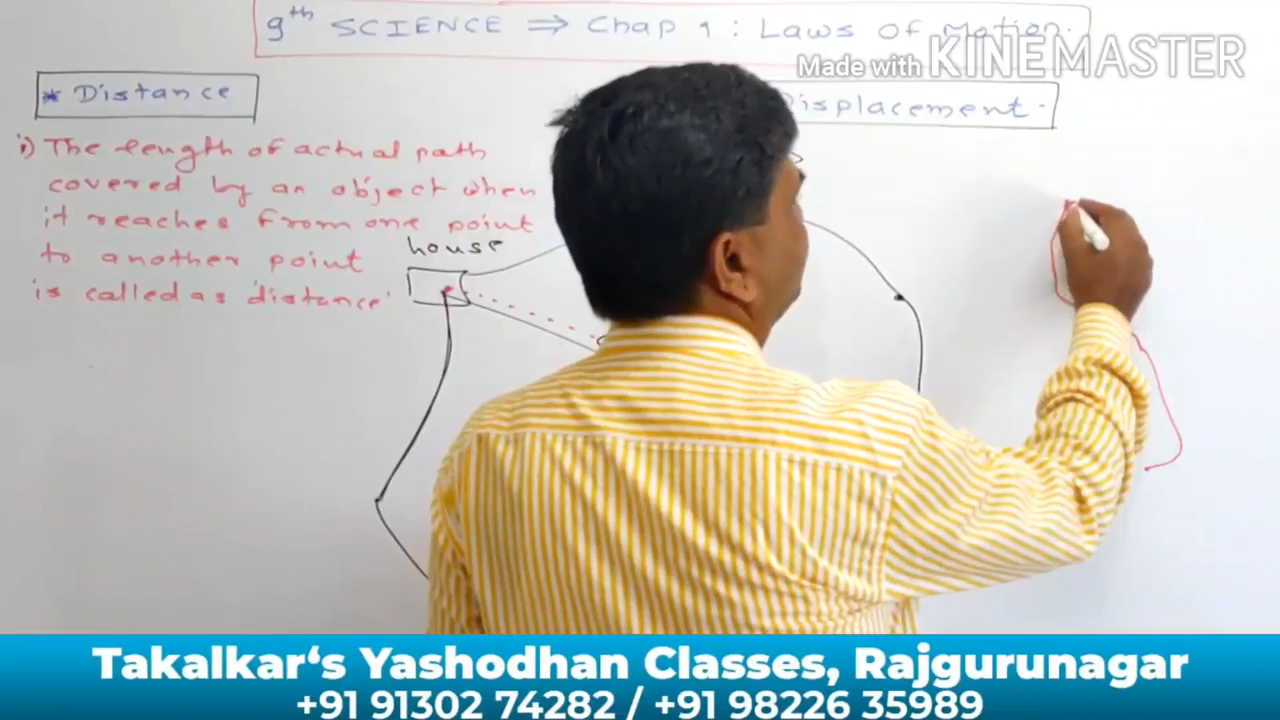 9th SCIENCE ⇒ Chap 1 : Laws of Motion.
Made with KINEMASTER
* Distance
Displacement.
i) The length of actual path
covered by an object when
it reaches from one point
to another point
is called as 'distance'
house
Takalkar‘s Yashodhan Classes, Rajgurunagar
+91 91302 74282 / +91 98226 35989